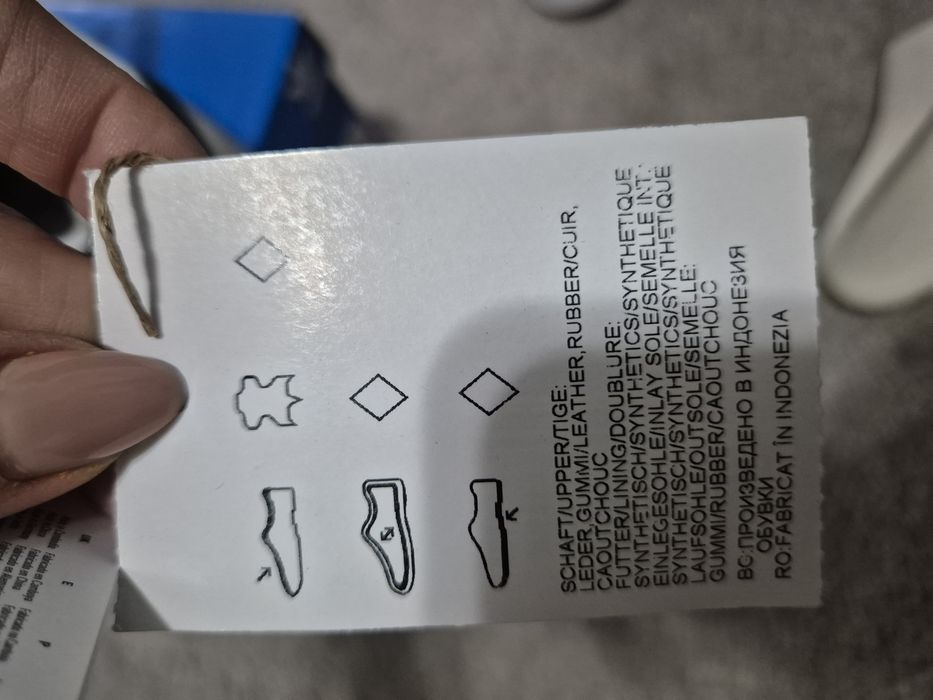 SCHAFT/UPPER/TIGE:
LEDER,GUMMI/LEATHER,RUBBER/CUIR,
CAOUTCHOUC
FUTTER/LINING/DOUBLURE:
SYNTHETISCH/SYNTHETICS/SYNTHETIQUE
EINLEGESOHLE/INLAY SOLE/SEMELLE INT.:
SYNTHETISCH/SYNTHETICS/SYNTHETIQUE
LAUFSOHLE/OUTSOLE/SEMELLE:
GUMMI/RUBBER/CAOUTCHOUC
BG:ПРОИЗВЕДЕНО В ИНДОНЕЗИЯ
ОБУВКИ
RO:FABRICAT ÎN INDONEZIA
E
P